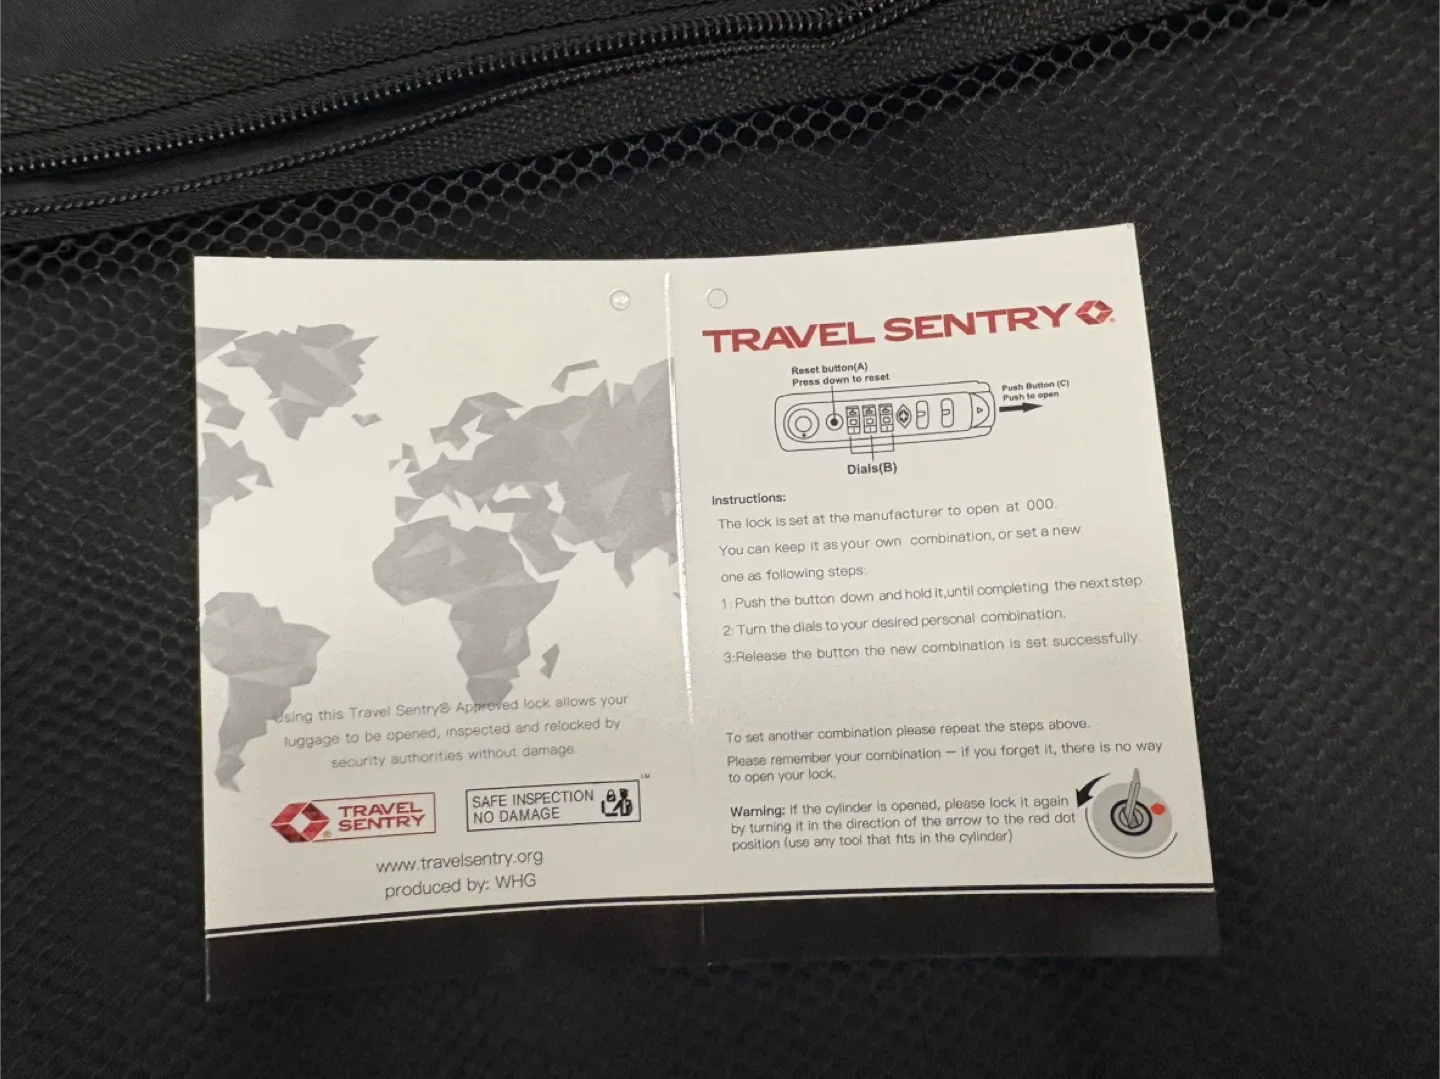 Using this Travel Sentry® Approved lock allows your
luggage to be opened, inspected and relocked by
security authorities without damage.
TRAVEL
SENTRY®
SAFE INSPECTION
NO DAMAGE
™
www.travelsentry.org
produced by: WHG
TRAVEL SENTRY®
Reset button(A)
Press down to reset
Push Button (C)
Push to open
Dials(B)
Instructions:
The lock is set at the manufacturer to open at 000.
You can keep it as your own combination, or set a new
one as following steps:
1: Push the button down and hold it,until completing the next step.
2: Turn the dials to your desired personal combination.
3:Release the button the new combination is set successfully.
To set another combination please repeat the steps above.
Please remember your combination — if you forget it, there is no way
to open your lock.
Warning: If the cylinder is opened, please lock it again
by turning it in the direction of the arrow to the red dot
position (use any tool that fits in the cylinder)